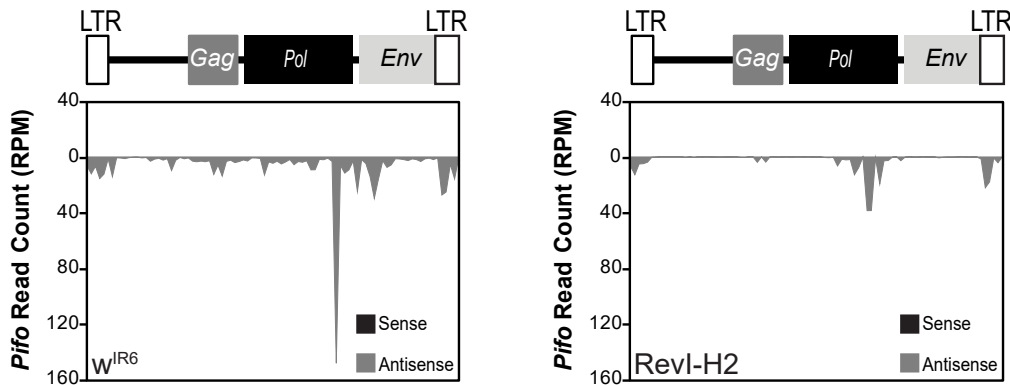 LTR LTR
Gag Pol Env
Pifo Read Count (RPM)
40
0
40
80
120
160
Sense
Antisense
w^IR6
LTR LTR
Gag Pol Env
Pifo Read Count (RPM)
40
0
40
80
120
160
Sense
Antisense
RevI-H2